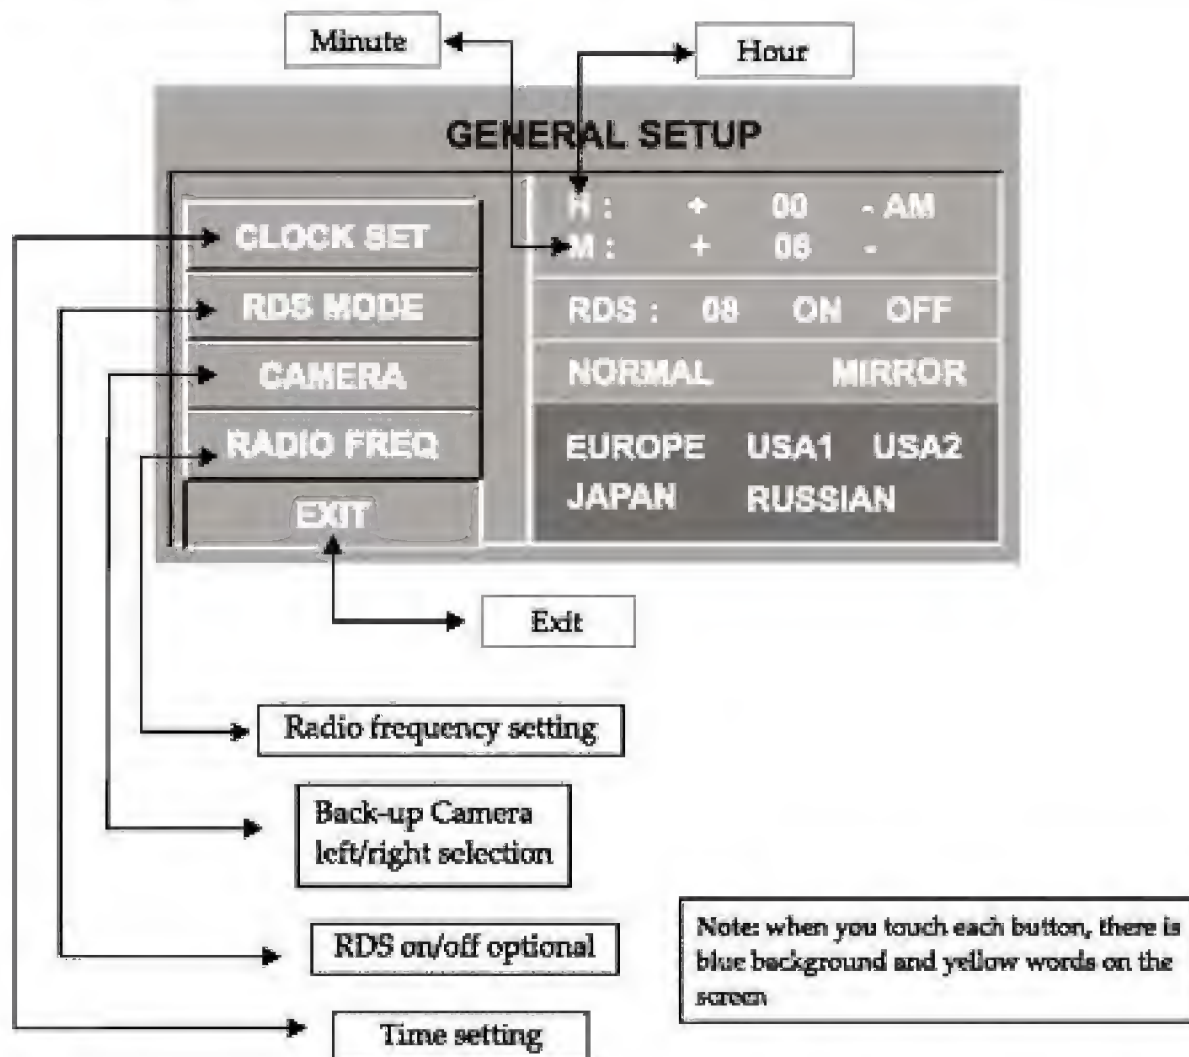 Minute
Hour
GENERAL SETUP
CLOCK SET
H : + 00 - AM
M : + 06 -
RDS MODE
RDS : 08 ON OFF
CAMERA
NORMAL MIRROR
RADIO FREQ
EUROPE USA1 USA2
JAPAN RUSSIAN
EXIT
Exit
Radio frequency setting
Back-up Camera
left/right selection
RDS on/off optional
Time setting
Note: when you touch each button, there is
blue background and yellow words on the
screen